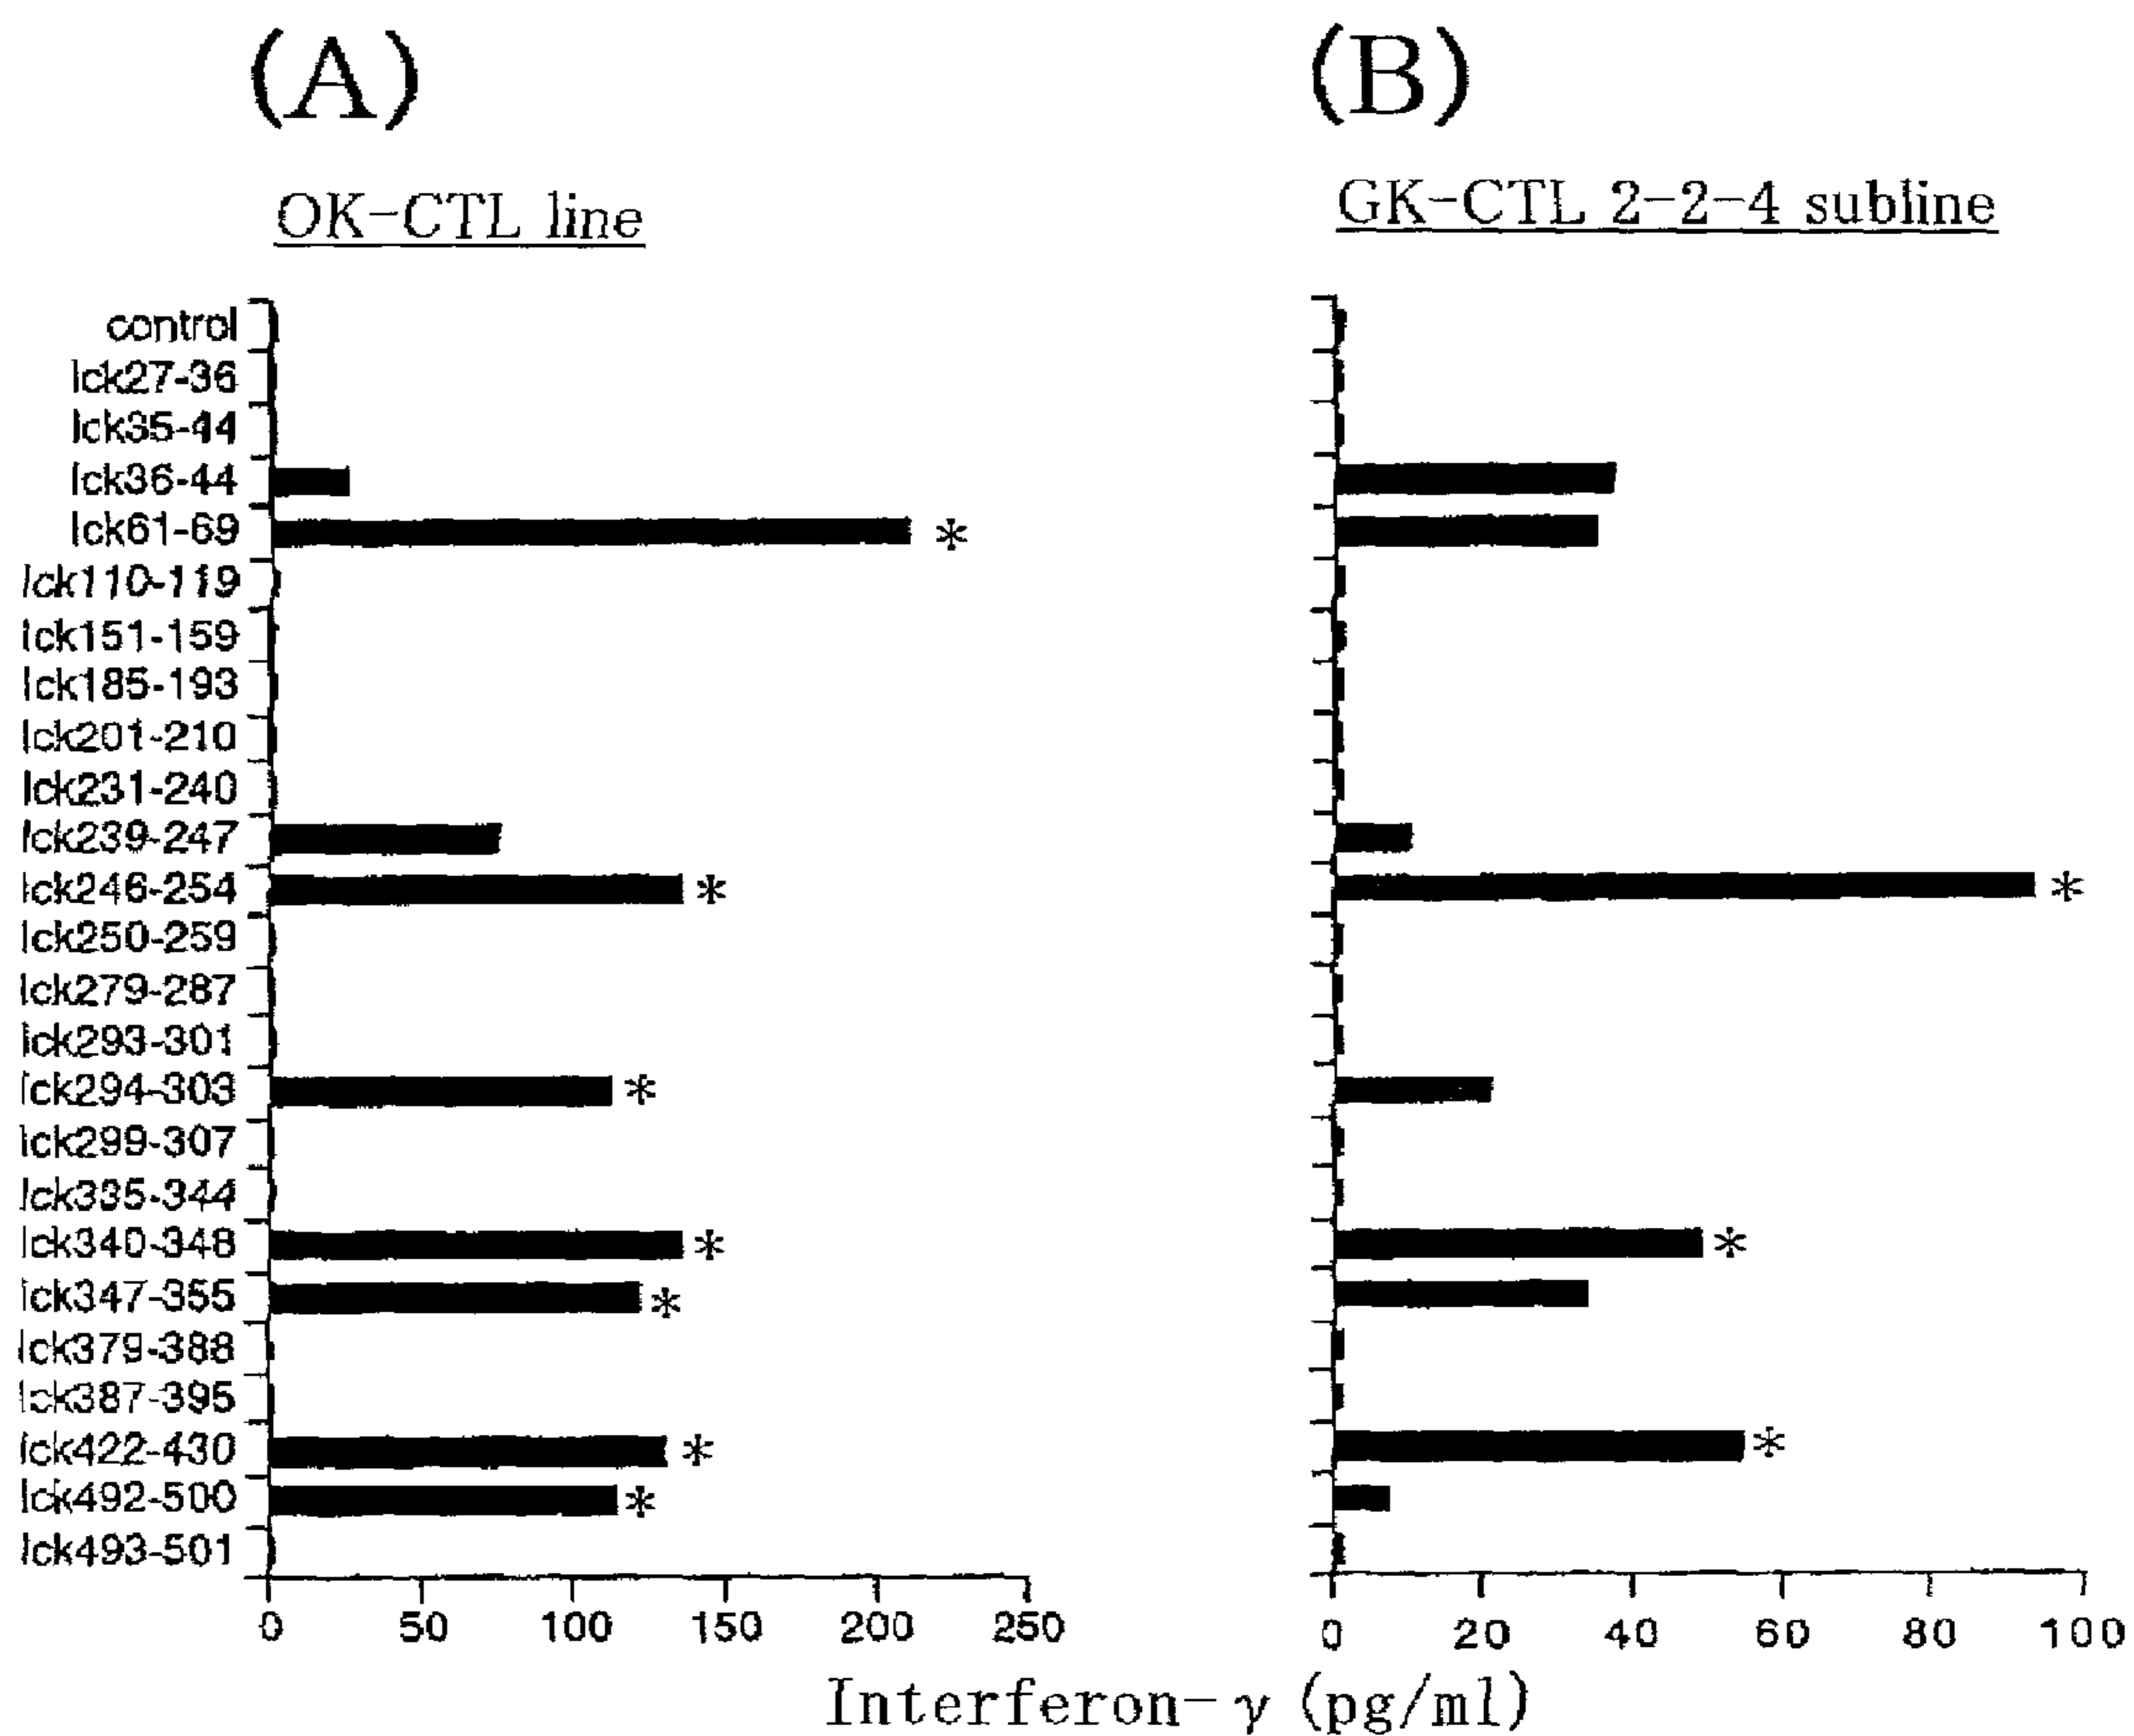 (A)
(B)
OK-CTL line
GK-CTL 2-2-4 subline
control
lck27-36
lck35-44
lck36-44
lck61-69
*
lck110-119
lck151-159
lck185-193
lck201-210
lck231-240
lck239-247
lck246-254
* *
lck250-259
lck279-287
lck293-301
lck294-303
*
lck299-307
lck335-344
lck340-348
* *
lck347-355
*
lck379-388
lck387-395
lck422-430
* *
lck492-500
*
lck493-501
0 50 100 150 200 250
0 20 40 60 80 100
Interferon-γ (pg/ml)